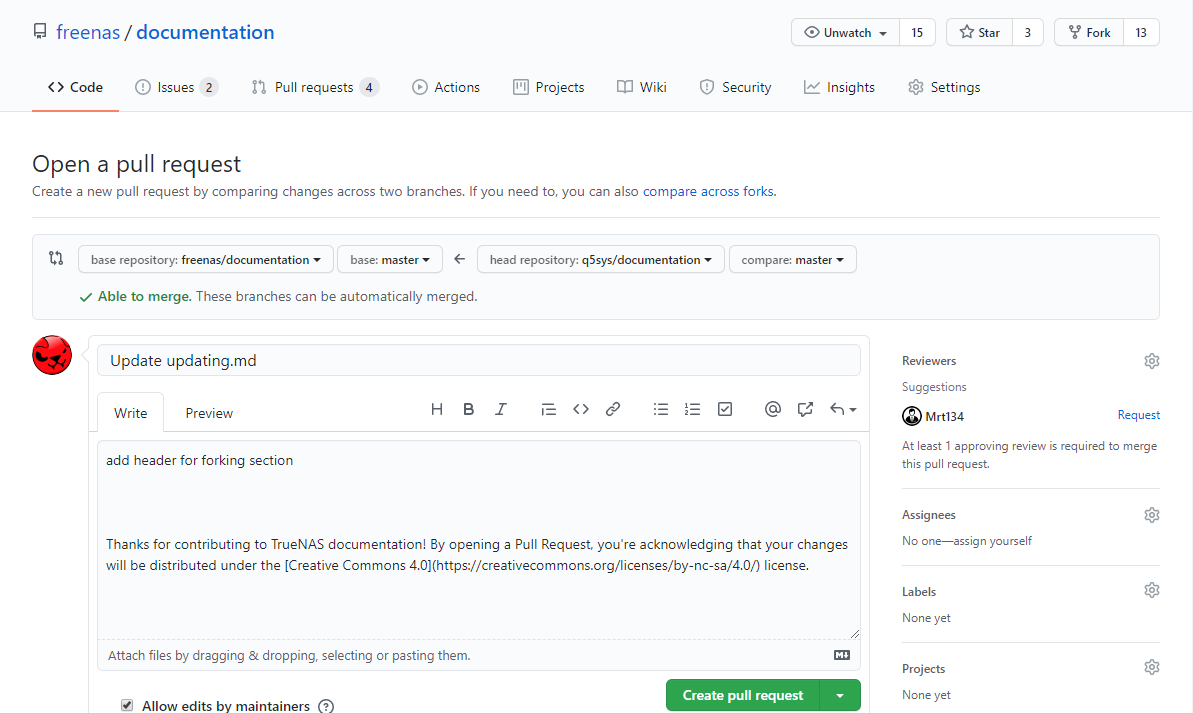 freenas / documentation
Unwatch 15 Star 3 Fork 13
Code Issues 2 Pull requests 4 Actions Projects Wiki Security Insights Settings
Open a pull request
Create a new pull request by comparing changes across two branches. If you need to, you can also compare across forks.
base repository: freenas/documentation base: master head repository: q5sys/documentation compare: master
Able to merge. These branches can be automatically merged.
Update updating.md
Write Preview
add header for forking section
Thanks for contributing to TrueNAS documentation! By opening a Pull Request, you're acknowledging that your changes
will be distributed under the [Creative Commons 4.0](https://creativecommons.org/licenses/by-nc-sa/4.0/) license.
Attach files by dragging & dropping, selecting or pasting them.
Allow edits by maintainers
Create pull request
Reviewers
Suggestions
Mrt134 Request
At least 1 approving review is required to merge
this pull request.
Assignees
No one—assign yourself
Labels
None yet
Projects
None yet